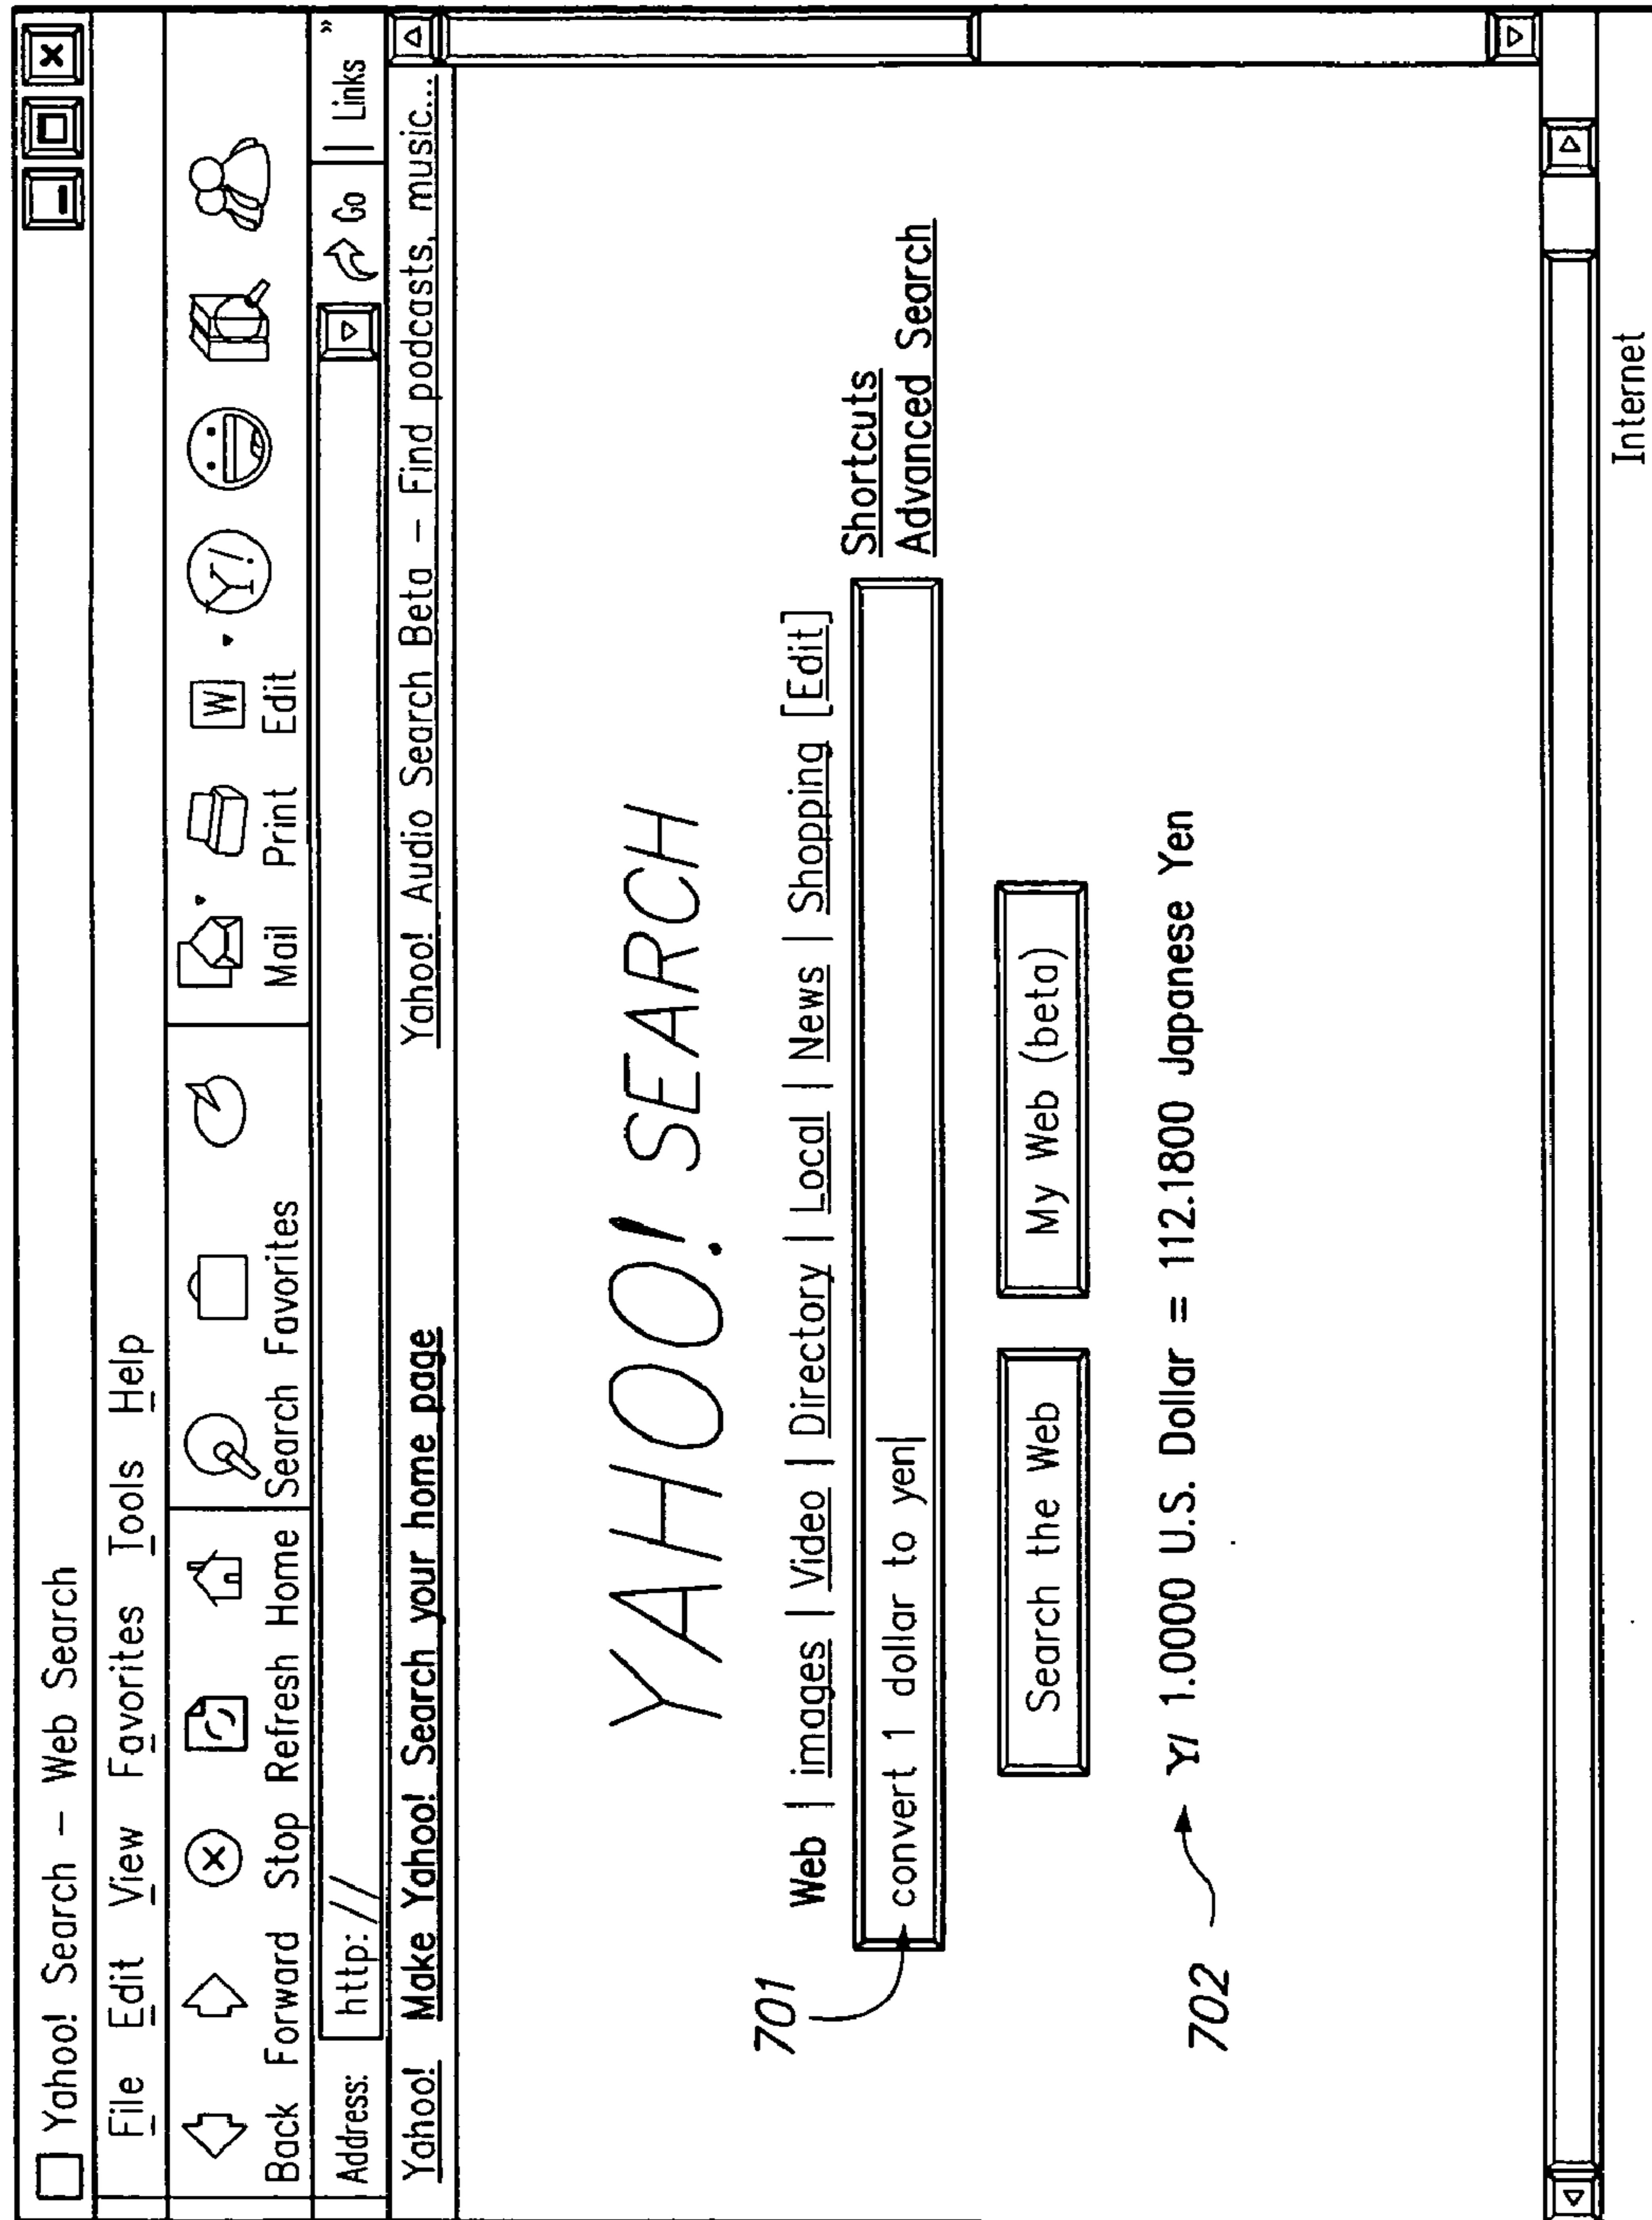 Yahoo! Search – Web Search
File Edit View Favorites Tools Help
W Y!
Back Forward Stop Refresh Home Search Favorites Mail Print Edit
Address: http:// Go Links »
Yahoo! Make Yahoo! Search your home page Yahoo! Audio Search Beta – Find podcasts, music...
YAHOO! SEARCH
Web | images | Video | Directory | Local | News | Shopping [Edit]
701 convert 1 dollar to yen Shortcuts
Advanced Search
Search the Web My Web (beta)
702 Y/ 1.0000 U.S. Dollar = 112.1800 Japanese Yen
Internet